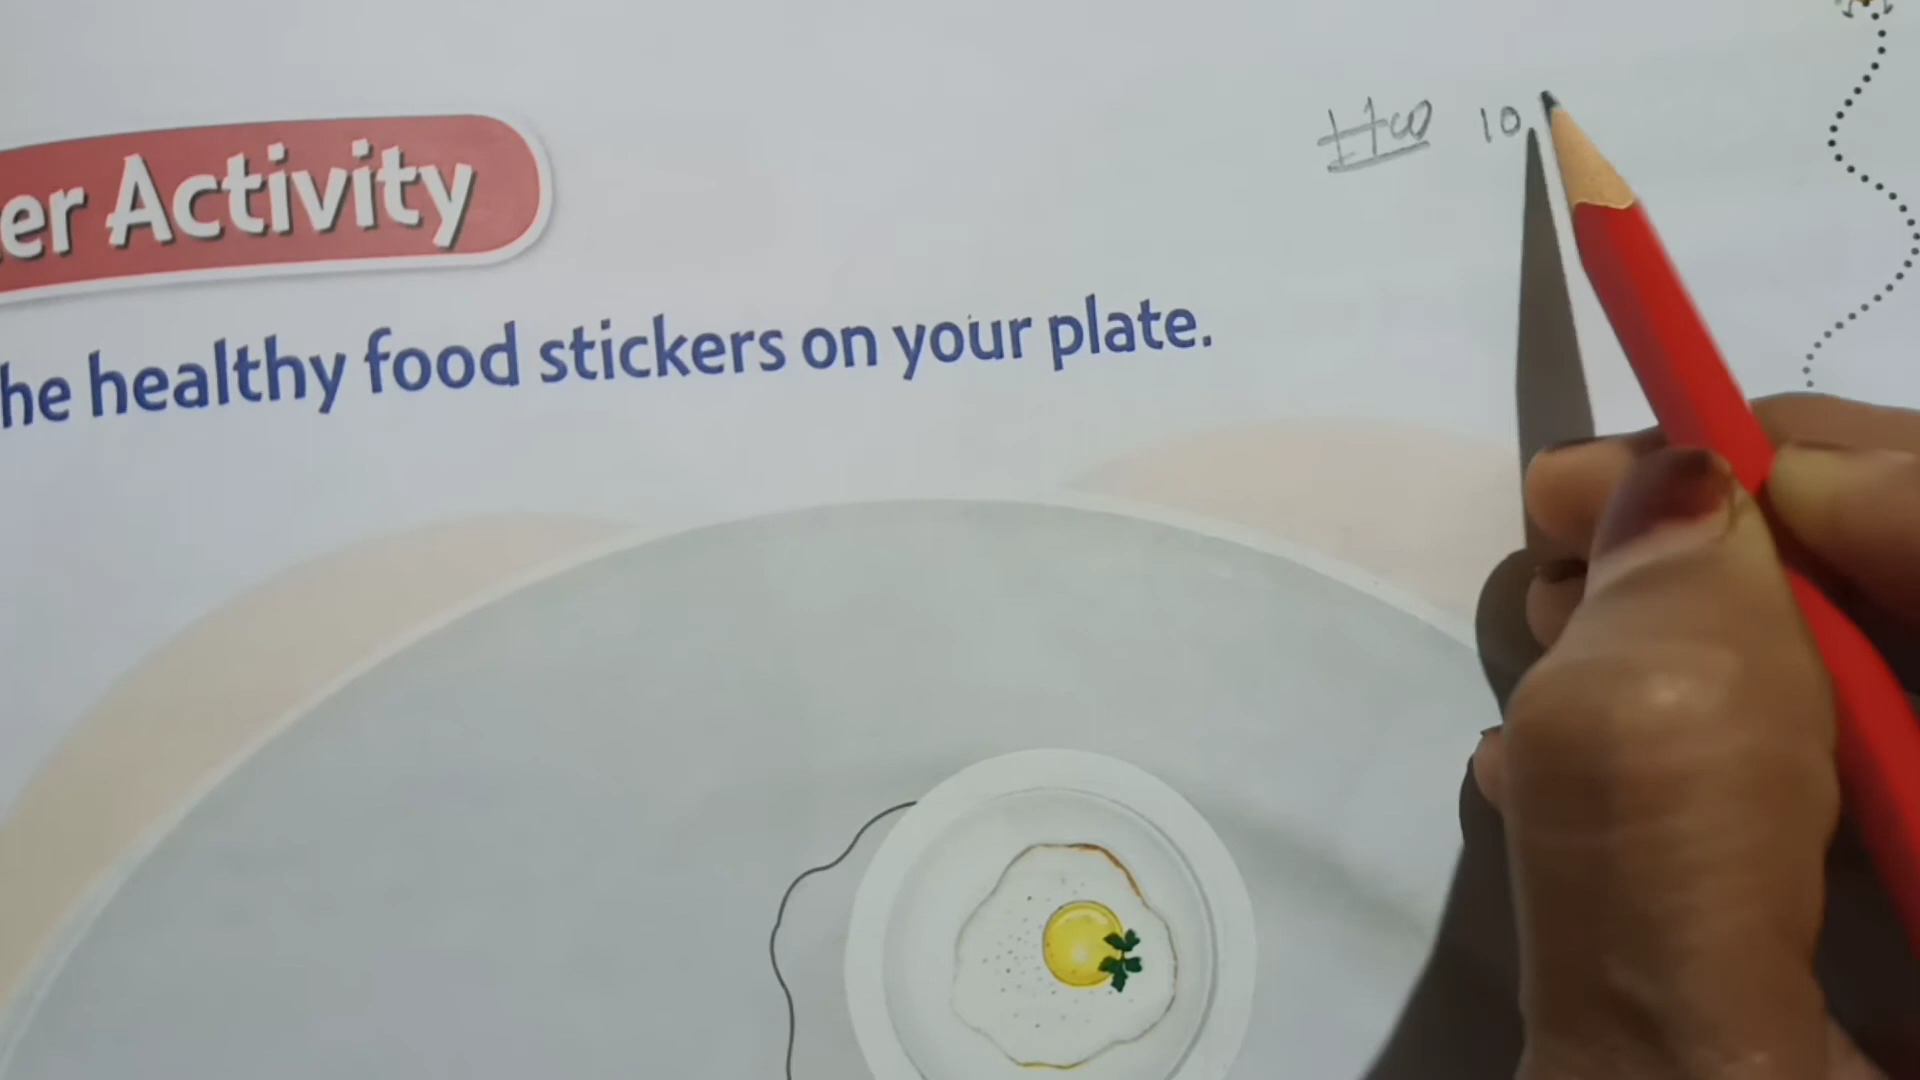 H.W 10.
er Activity
he healthy food stickers on your plate.